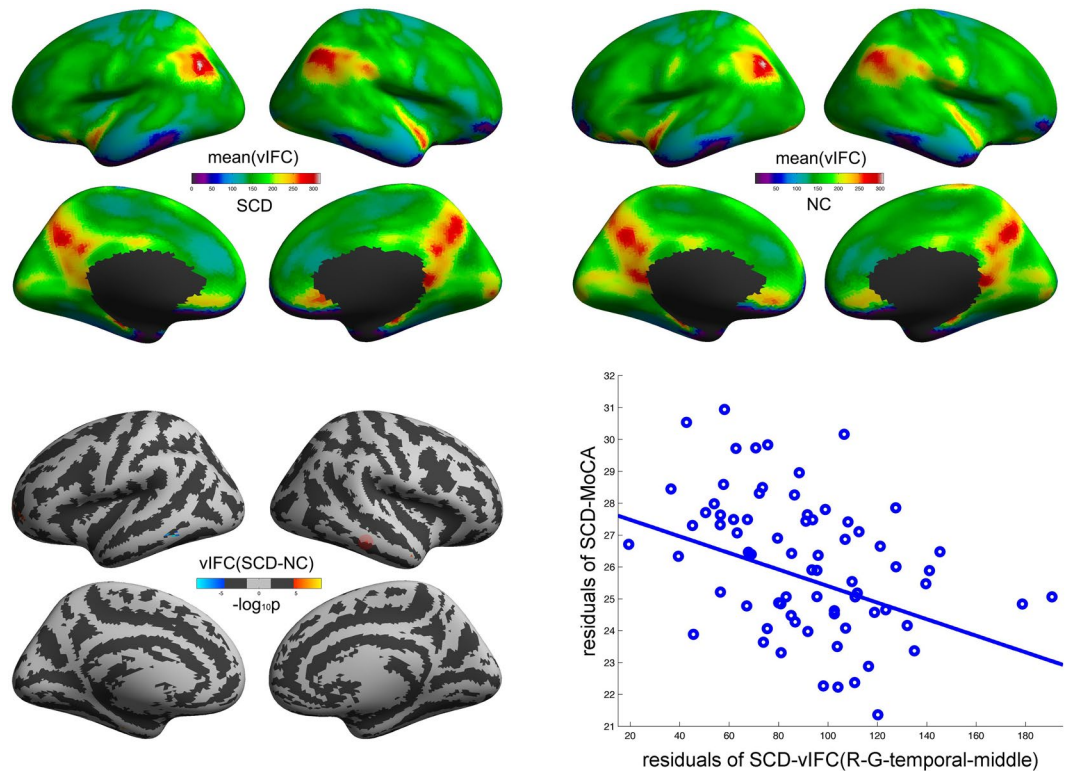 mean(vIFC)
0 50 100 150 200 250 300
SCD
mean(vIFC)
50 100 150 200 250 300
NC
vIFC(SCD-NC)
-5 5
-log₁₀p
32
31
30
29
28
27
26
25
24
23
22
21
residuals of SCD-MoCA
20 40 60 80 100 120 140 160 180
residuals of SCD-vIFC(R-G-temporal-middle)